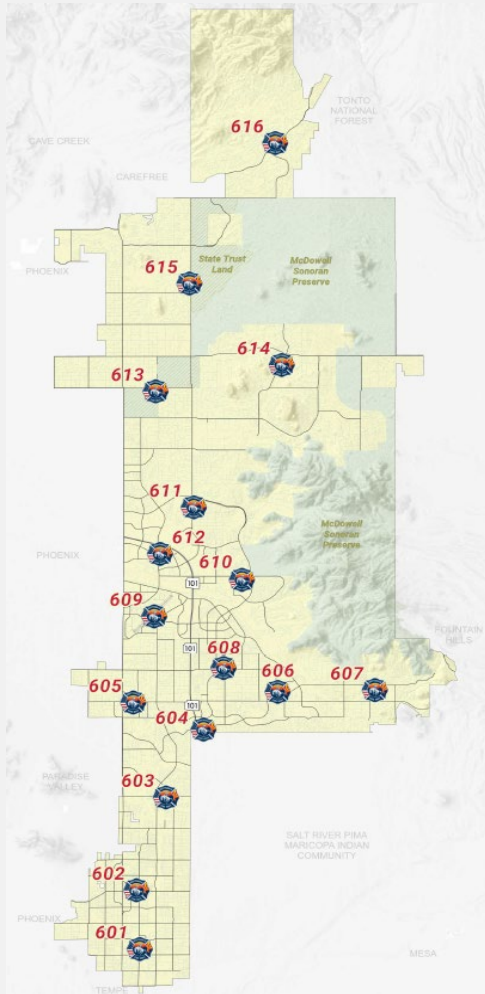 TONTO
NATIONAL
FOREST
616
CAVE CREEK
CAREFREE
State Trust
Land
McDowell
Sonoran
Preserve
615
PHOENIX
614
613
611
612
McDowell
Sonoran
Preserve
PHOENIX
610
101
609
FOUNTAIN
HILLS
101
608
606
607
605
101
604
PARADISE
VALLEY
603
SALT RIVER PIMA
MARICOPA INDIAN
COMMUNITY
602
PHOENIX
601
MESA
TEMPE